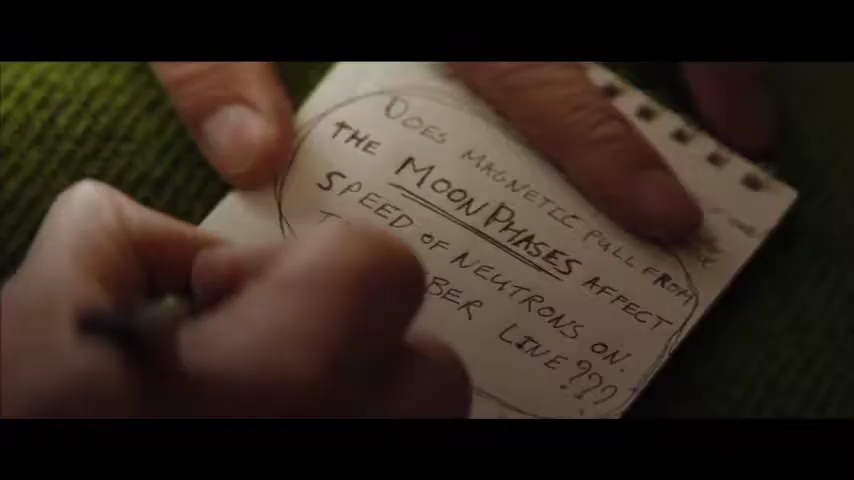 DOES MAGNETIC PULL FROM
THE MOON PHASES AFFECT
SPEED OF NEUTRONS ON.
LINE???